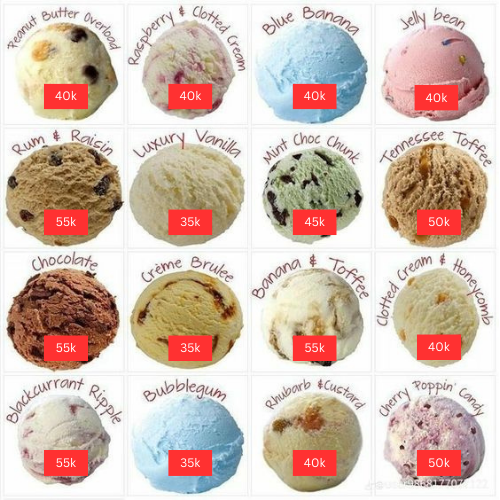 Peanut Butter Overload
Raspberry & Clotted Cream
Blue Banana
Jelly bean
40k
40k
40k
40k
Rum & Raisin
Luxury Vanilla
Mint Choc Chunk
Tennessee Toffee
55k
35k
45k
50k
Chocolate
Crème Brulee
Banana & Toffee
Clotted Cream & Honeycomb
55k
35k
55k
40k
Blackcurrant Ripple
Bubblegum
Rhubarb & Custard
Cherry Poppin' Candy
55k
35k
40k
50k